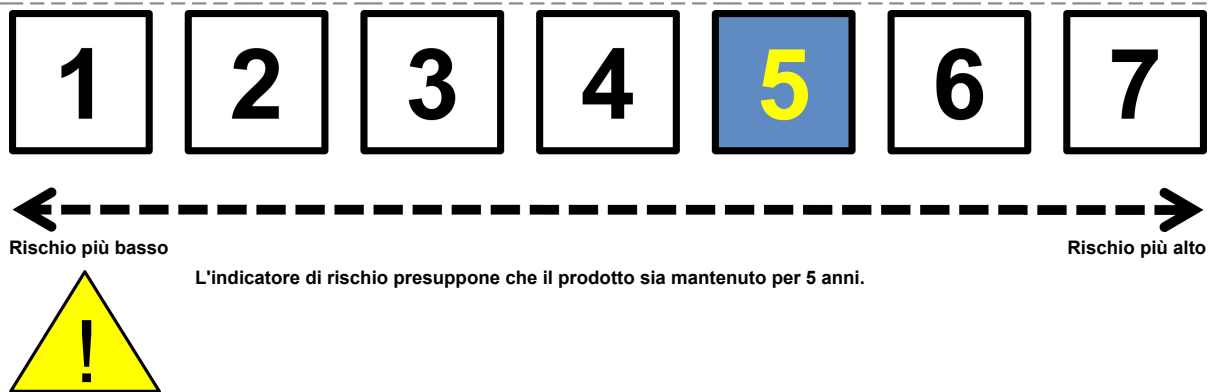 1 2 3 4 5 6 7
Rischio più basso
Rischio più alto
L'indicatore di rischio presuppone che il prodotto sia mantenuto per 5 anni.
!